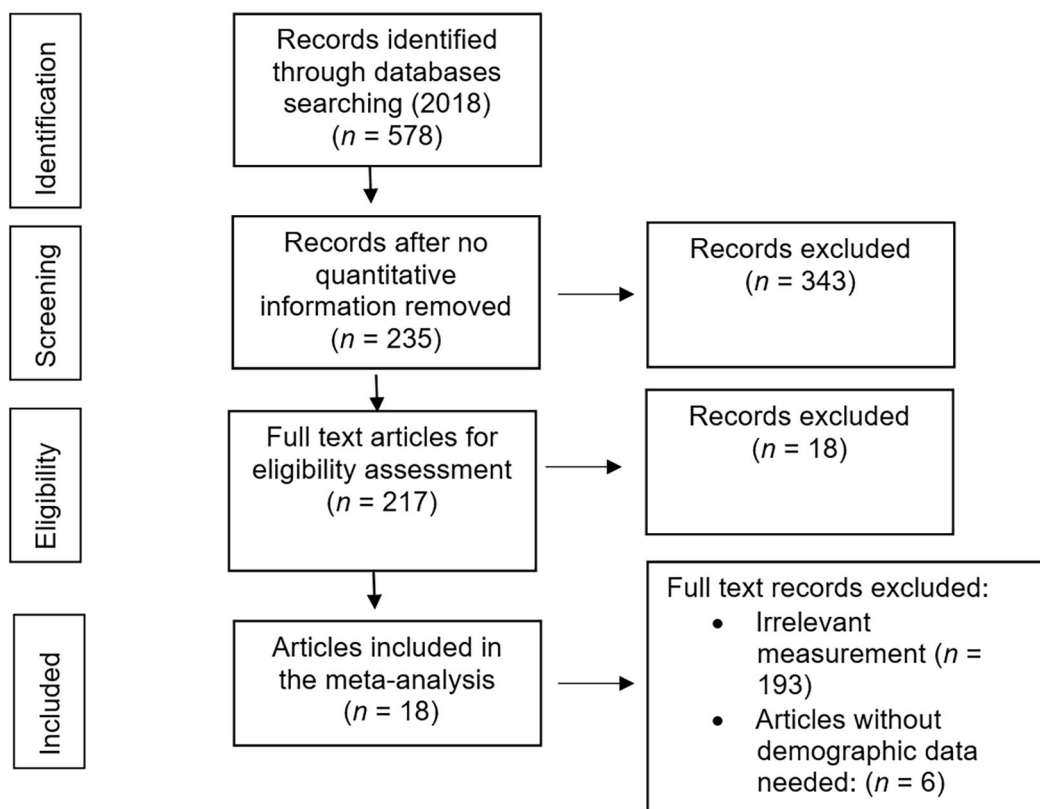 Identification
Records identified
through databases
searching (2018)
(n = 578)
Screening
Records after no
quantitative
information removed
(n = 235)
Records excluded
(n = 343)
Eligibility
Full text articles for
eligibility assessment
(n = 217)
Records excluded
(n = 18)
Included
Articles included in
the meta-analysis
(n = 18)
Full text records excluded:
• Irrelevant
measurement (n =
193)
• Articles without
demographic data
needed: (n = 6)